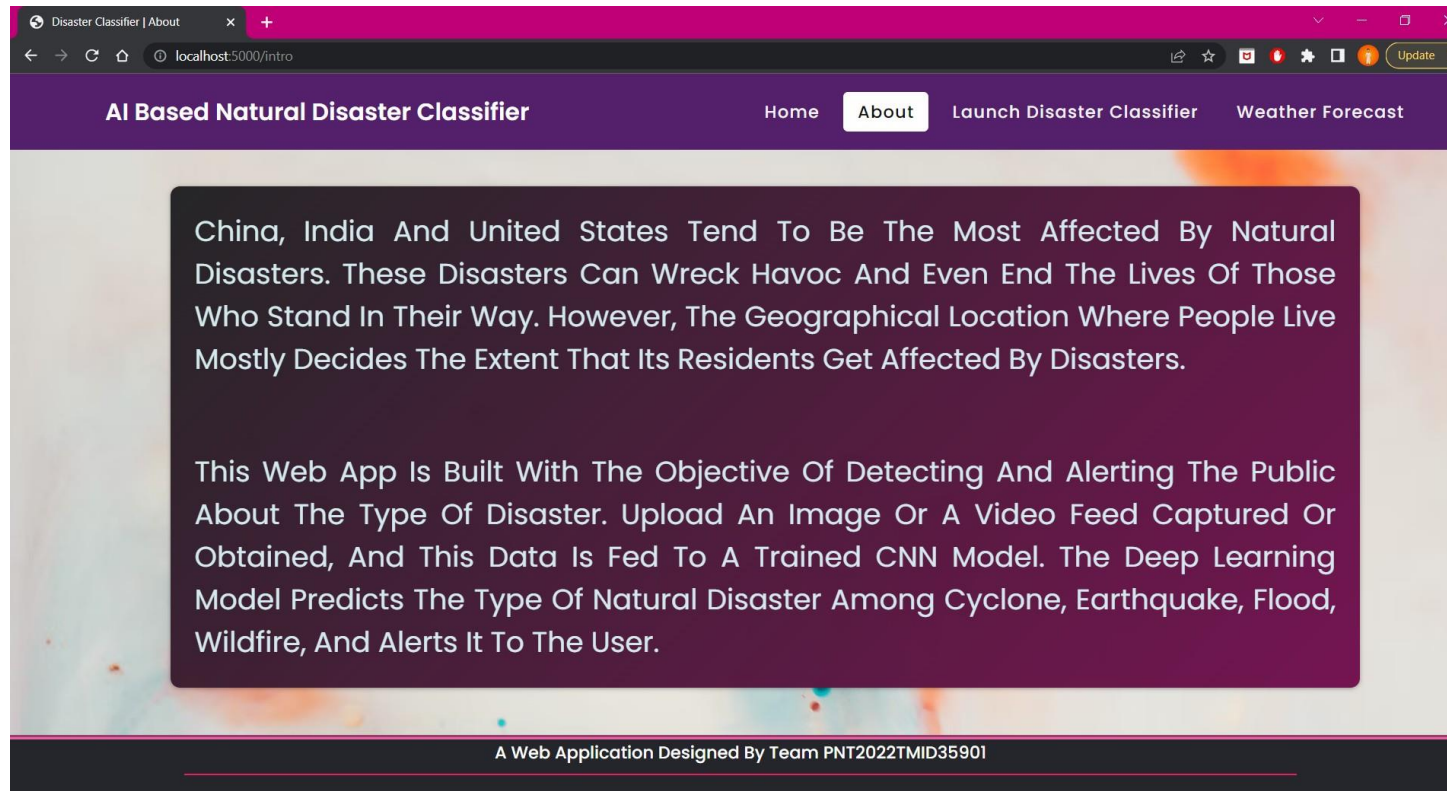 Disaster Classifier | About
localhost:5000/intro
Update
AI Based Natural Disaster Classifier
Home About Launch Disaster Classifier Weather Forecast
China, India And United States Tend To Be The Most Affected By Natural
Disasters. These Disasters Can Wreck Havoc And Even End The Lives Of Those
Who Stand In Their Way. However, The Geographical Location Where People Live
Mostly Decides The Extent That Its Residents Get Affected By Disasters.
This Web App Is Built With The Objective Of Detecting And Alerting The Public
About The Type Of Disaster. Upload An Image Or A Video Feed Captured Or
Obtained, And This Data Is Fed To A Trained CNN Model. The Deep Learning
Model Predicts The Type Of Natural Disaster Among Cyclone, Earthquake, Flood,
Wildfire, And Alerts It To The User.
A Web Application Designed By Team PNT2022TMID35901